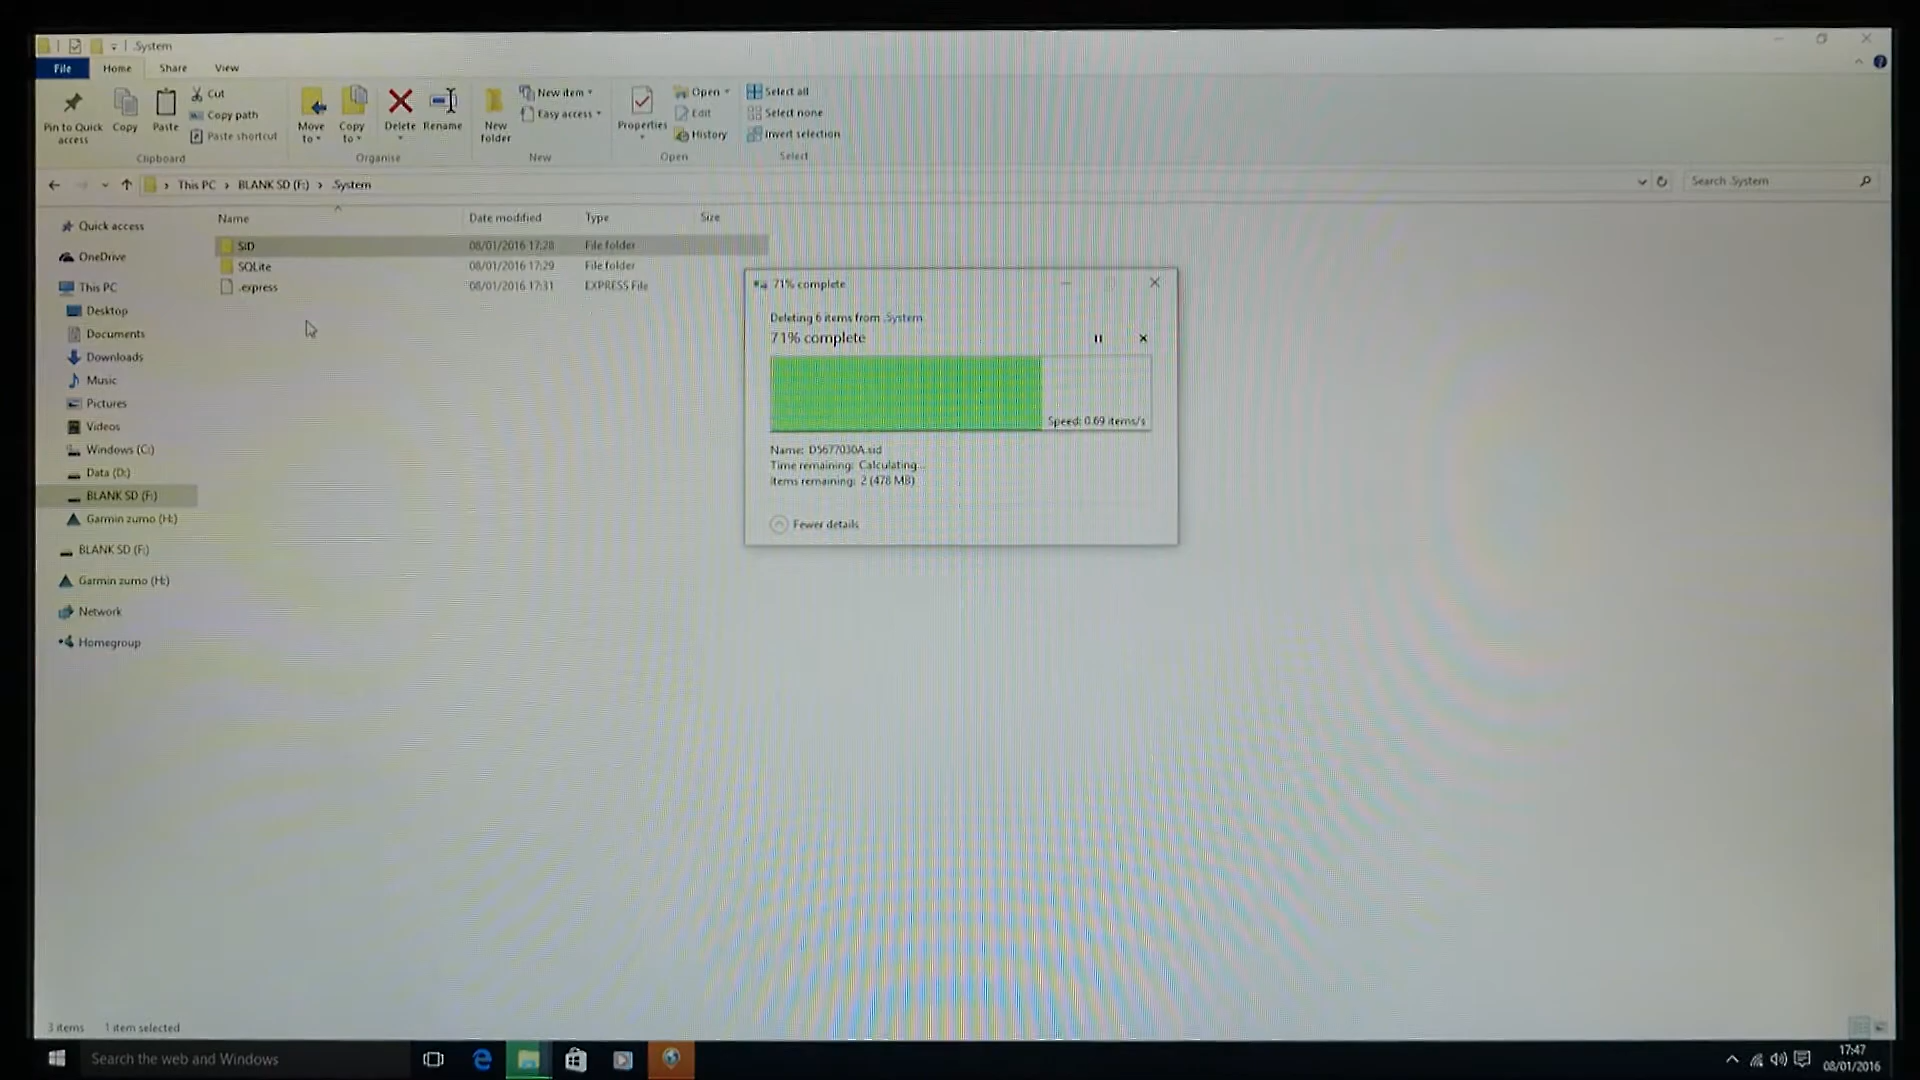 .System
File
Home
Share
View
Pin to Quick access
Copy
Paste
Cut
Copy path
Paste shortcut
Clipboard
Move to
Copy to
Delete
Rename
Organise
New folder
New item
Easy access
New
Properties
Open
Edit
History
Open
Select all
Select none
Invert selection
Select
This PC
BLANK SD (F:)
.System
Search .System
Name
Date modified
Type
Size
SID 08/01/2016 17:28 File folder
SQLite 08/01/2016 17:29 File folder
.express 08/01/2016 17:31 EXPRESS File
Quick access
OneDrive
This PC
Desktop
Documents
Downloads
Music
Pictures
Videos
Windows (C:)
Data (D:)
BLANK SD (F:)
Garmin zumo (H:)
BLANK SD (F:)
Garmin zumo (H:)
Network
Homegroup
71% complete
Deleting 6 items from .System
71% complete
Speed: 0.69 items/s
Name: D5677030A.sid
Time remaining: Calculating...
Items remaining: 2 (478 MB)
Fewer details
3 items 1 item selected
Search the web and Windows
17:47
08/01/2016